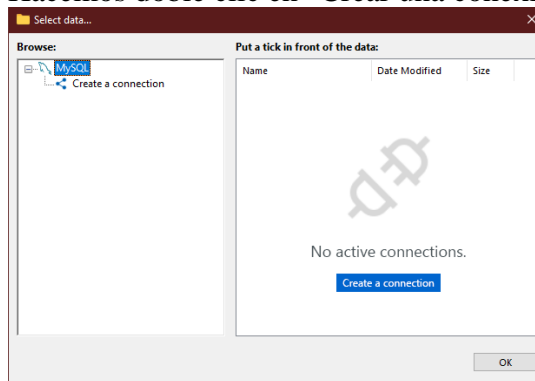 Hacemos doble clic en "Crear una conexi
Select data...
Browse:
MySQL
Create a connection
Put a tick in front of the data:
Name Date Modified Size
No active connections.
Create a connection
OK